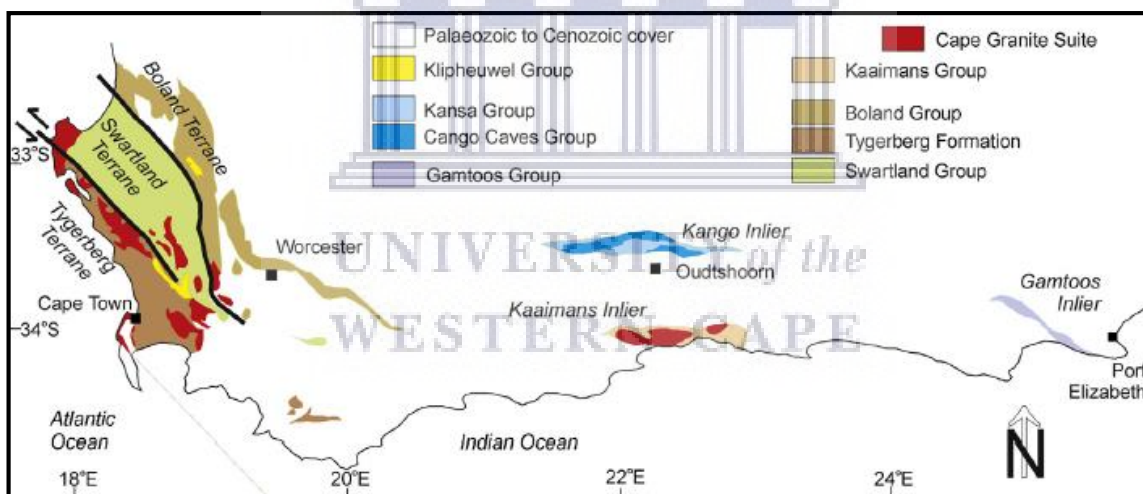 Palaeozoic to Cenozoic cover
Klipheuwel Group
Kansa Group
Cango Caves Group
Gamtoos Group
Cape Granite Suite
Kaaimans Group
Boland Group
Tygerberg Formation
Swartland Group
Boland Terrane
Swartland
Terrane
Tygerberg
Terrane
33°S
34°S
Worcester
Cape Town
Kango Inlier
Oudtshoorn
Kaaimans Inlier
Gamtoos
Inlier
Port
Elizabeth
UNIVERSITY of the
WESTERN CAPE
Atlantic
Ocean
Indian Ocean
N
18°E
20°E
22°E
24°E